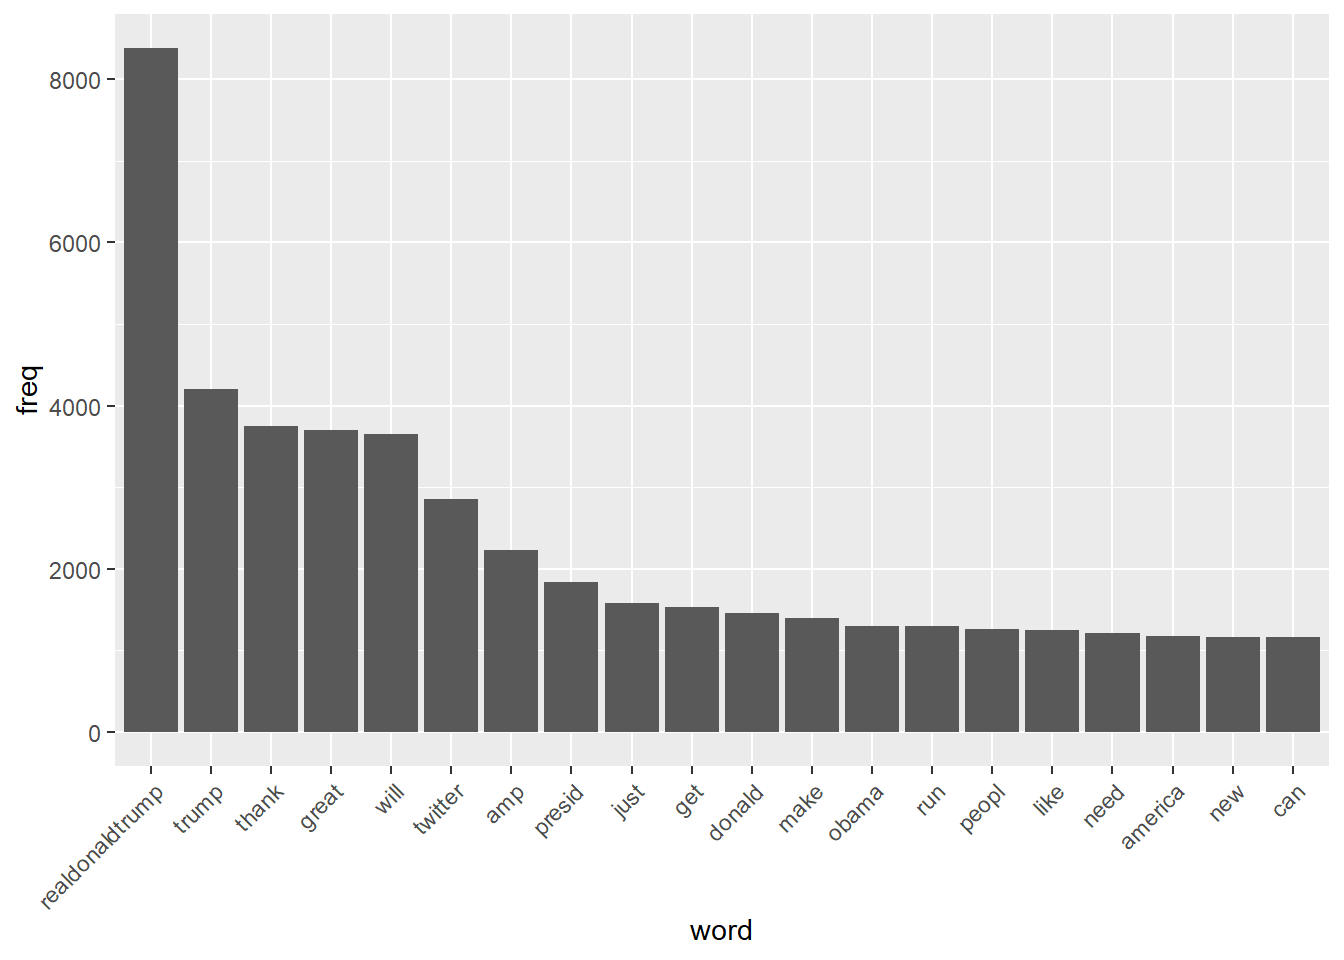 8000
6000
4000
2000
0
freq
realdonaldtrump
trump
thank
great
will
twitter
amp
presid
just
get
donald
make
obama
run
peopl
like
need
america
new
can
word